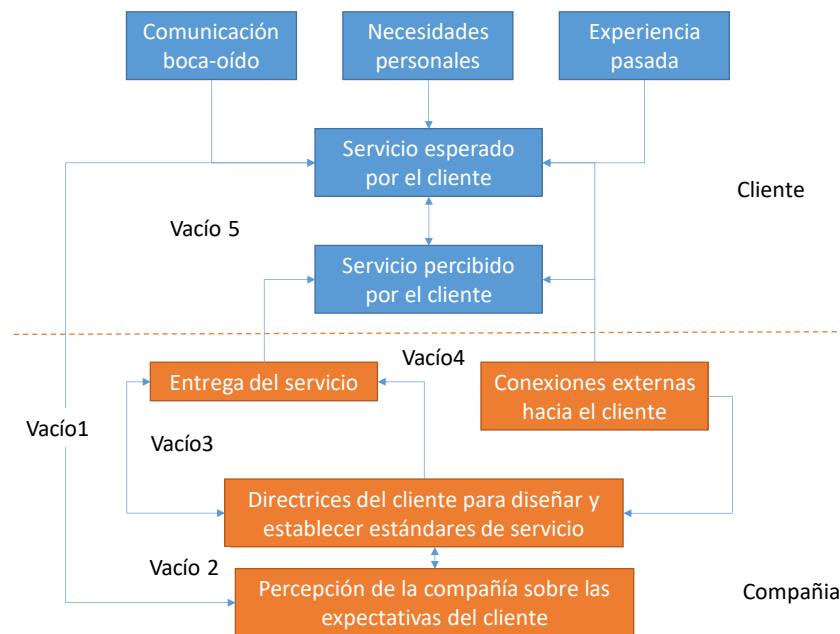 Comunicación
boca-oído
Necesidades
personales
Experiencia
pasada
Servicio esperado
por el cliente
Cliente
Vacío 5
Servicio percibido
por el cliente
Vacío4
Entrega del servicio
Conexiones externas
hacia el cliente
Vacío1
Vacío3
Directrices del cliente para diseñar y
establecer estándares de servicio
Vacío 2
Percepción de la compañía sobre las
expectativas del cliente
Compañia